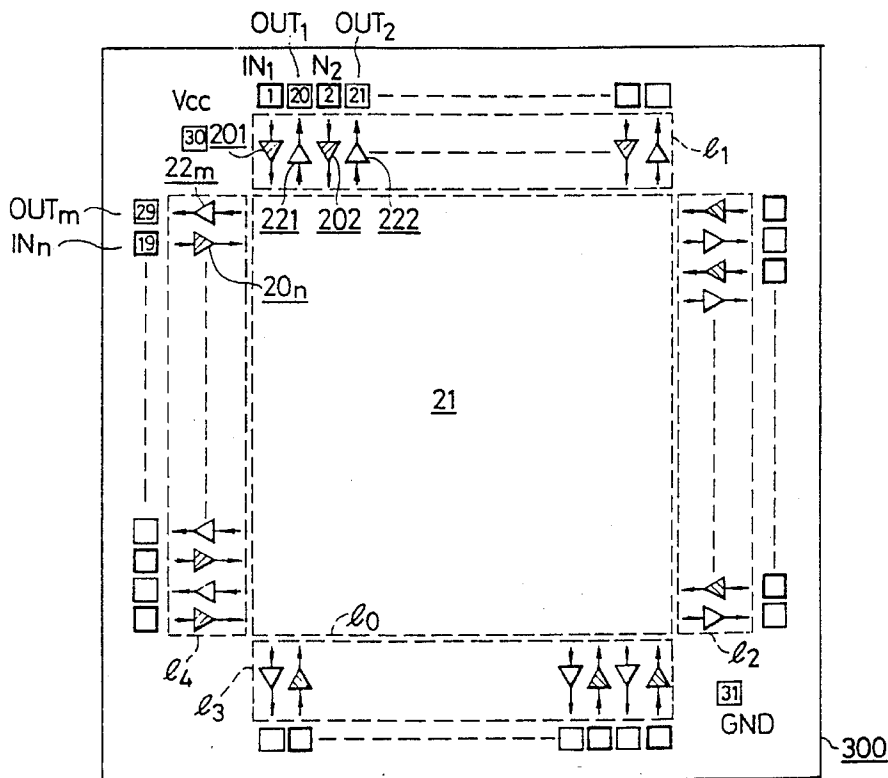 OUT₁ OUT₂
IN₁ N₂
1 20 2 21
Vcc
30 201
ℓ₁
22m
OUTm 29
221 202 222
INn 19
20n
21
ℓ₀
ℓ₄
ℓ₂
ℓ₃
31
GND
300